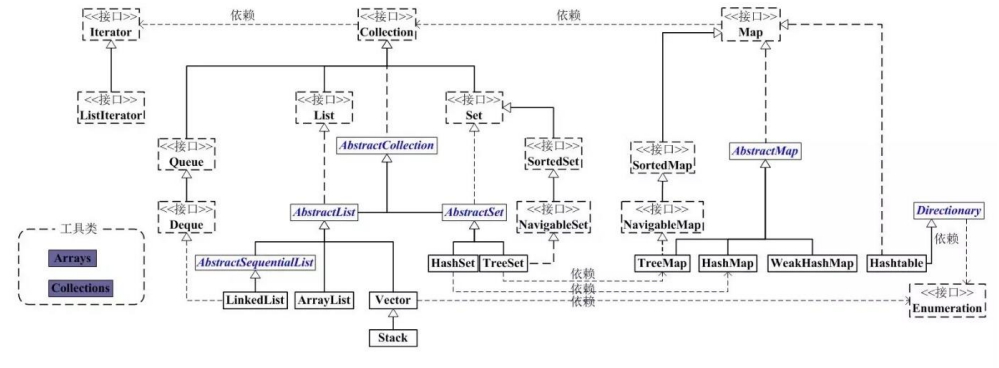 <<接口>>
Iterator
依赖
<<接口>>
Collection
依赖
<<接口>>
Map
<<接口>>
ListIterator
<<接口>>
List
<<接口>>
Set
<<接口>>
Queue
AbstractCollection
<<接口>>
SortedSet
<<接口>>
SortedMap
AbstractMap
<<接口>>
Deque
AbstractList
AbstractSet
<<接口>>
NavigableSet
<<接口>>
NavigableMap
Directionary
工具类
Arrays
Collections
AbstractSequentialList
HashSet
TreeSet
TreeMap
HashMap
WeakHashMap
Hashtable
依赖
依赖
依赖
依赖
LinkedList
ArrayList
Vector
<<接口>>
Enumeration
Stack